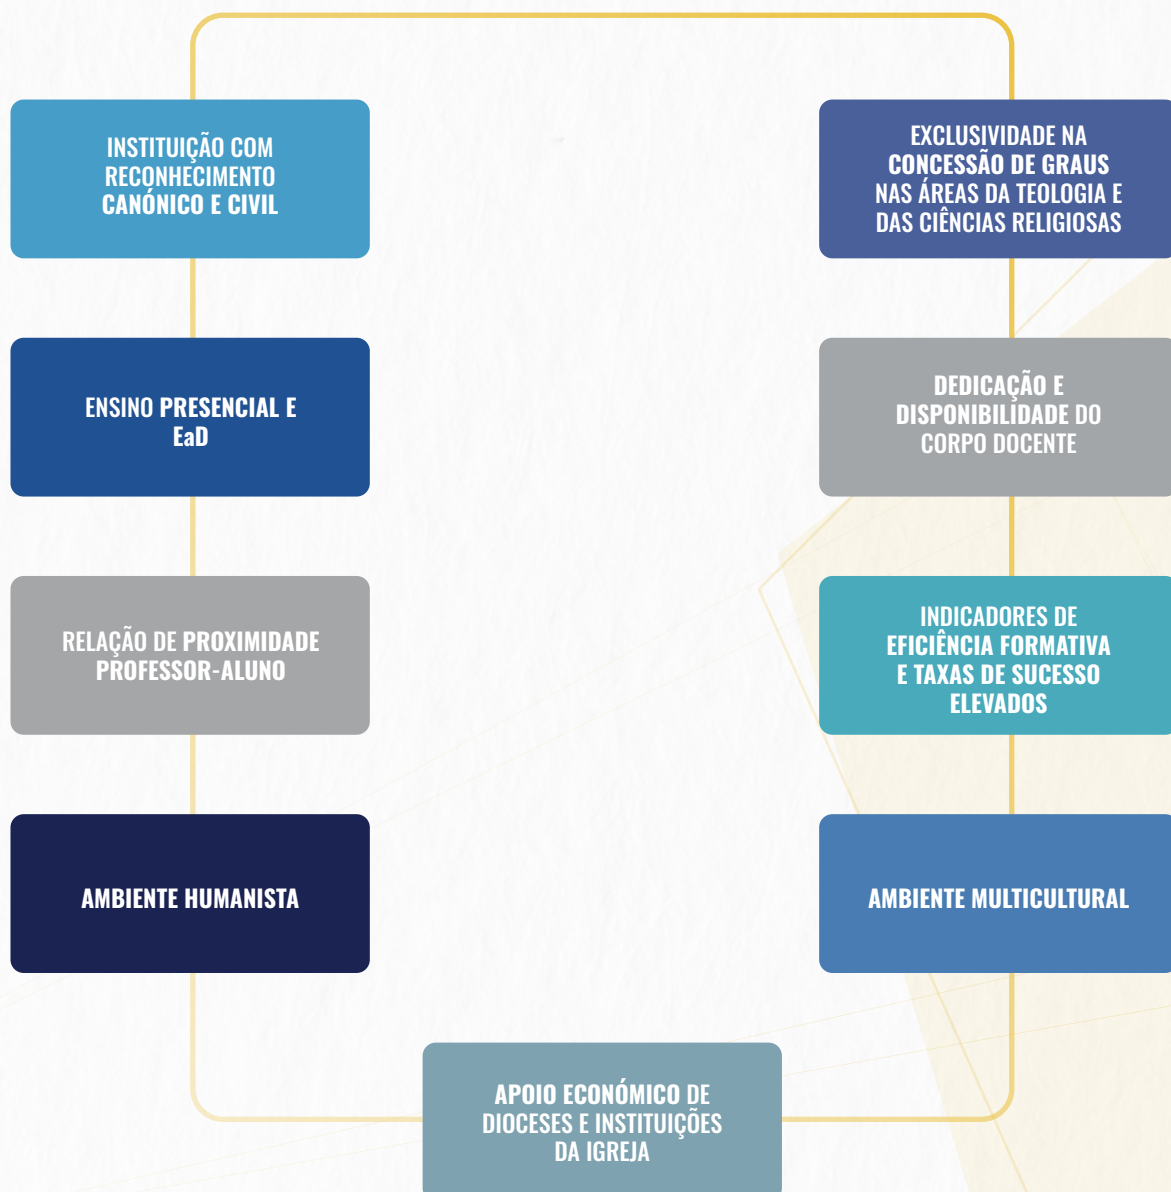 INSTITUIÇÃO COM
RECONHECIMENTO
CANÓNICO E CIVIL
EXCLUSIVIDADE NA
CONCESSÃO DE GRAUS
NAS ÁREAS DA TEOLOGIA E
DAS CIÊNCIAS RELIGIOSAS
ENSINO PRESENCIAL E
EaD
DEDICAÇÃO E
DISPONIBILIDADE DO
CORPO DOCENTE
RELAÇÃO DE PROXIMIDADE
PROFESSOR-ALUNO
INDICADORES DE
EFICIÊNCIA FORMATIVA
E TAXAS DE SUCESSO
ELEVADOS
AMBIENTE HUMANISTA
AMBIENTE MULTICULTURAL
APOIO ECONÓMICO DE
DIOCESES E INSTITUIÇÕES
DA IGREJA